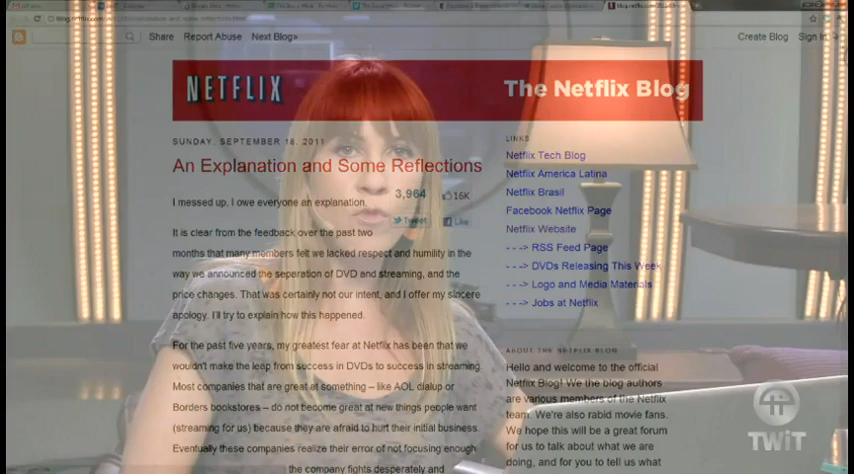 Share Report Abuse Next Blog»
Create Blog Sign In
NETFLIX
The Netflix Blog
SUNDAY, SEPTEMBER 18, 2011
An Explanation and Some Reflections
3,964
16K
Tweet
Like
I messed up. I owe everyone an explanation.
It is clear from the feedback over the past two
months that many members felt we lacked respect and humility in the
way we announced the separation of DVD and streaming, and the
price changes. That was certainly not our intent, and I offer my sincere
apology. I'll try to explain how this happened.
For the past five years, my greatest fear at Netflix has been that we
wouldn't make the leap from success in DVDs to success in streaming.
Most companies that are great at something – like AOL dialup or
Borders bookstores – do not become great at new things people want
(streaming for us) because they are afraid to hurt their initial business.
Eventually these companies realize their error of not focusing enough
the company fights desperately and
LINKS
Netflix Tech Blog
Netflix America Latina
Netflix Brasil
Facebook Netflix Page
Netflix Website
- - -> RSS Feed Page
- - -> DVDs Releasing This Week
- - -> Logo and Media Materials
- - -> Jobs at Netflix
ABOUT THE NETFLIX BLOG
Hello and welcome to the official
Netflix Blog! We the blog authors
are various members of the Netflix
team. We're also rabid movie fans.
We hope this will be a great forum
for us to talk about what we are
doing, and for you to tell us what
TWiT